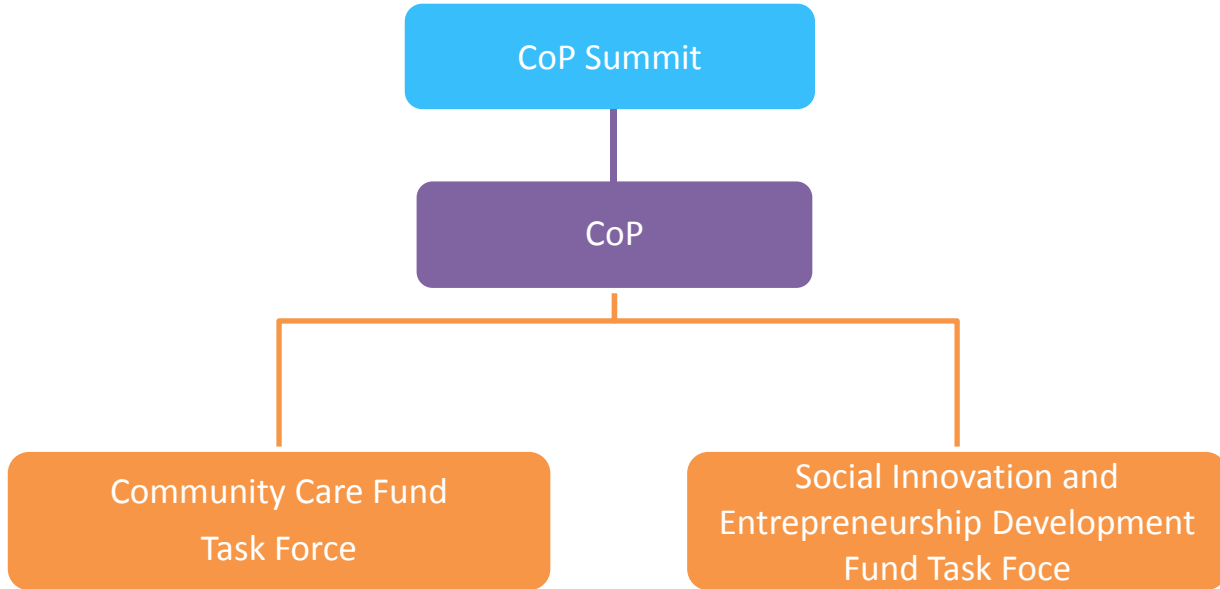 CoP Summit
CoP
Community Care Fund
Task Force
Social Innovation and
Entrepreneurship Development
Fund Task Foce